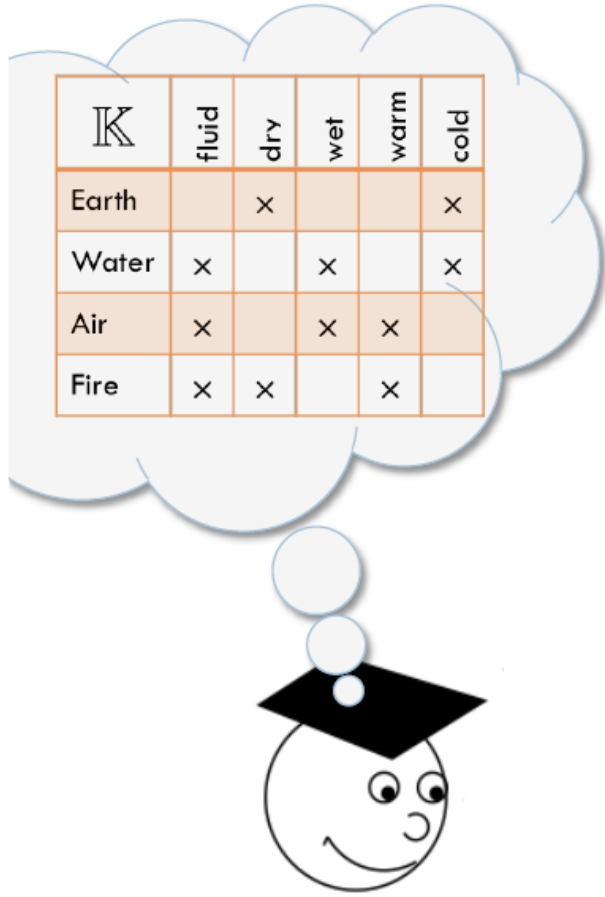 𝕂 fluid dry wet warm cold
Earth × ×
Water × × ×
Air × × ×
Fire × × ×